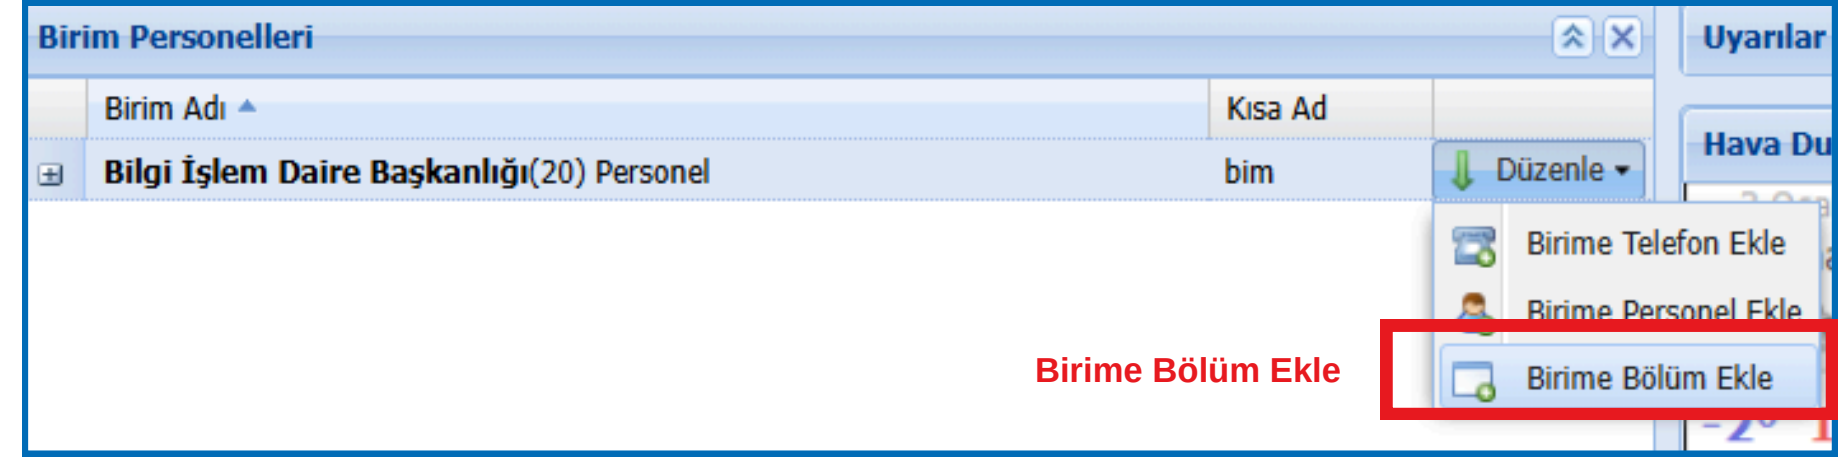 Birim Personelleri
Uyarılar
Birim Adı
Kısa Ad
Hava Du
Bilgi İşlem Daire Başkanlığı(20) Personel
bim
Düzenle
Birime Telefon Ekle
Birime Personel Ekle
Birime Bölüm Ekle
Birime Bölüm Ekle